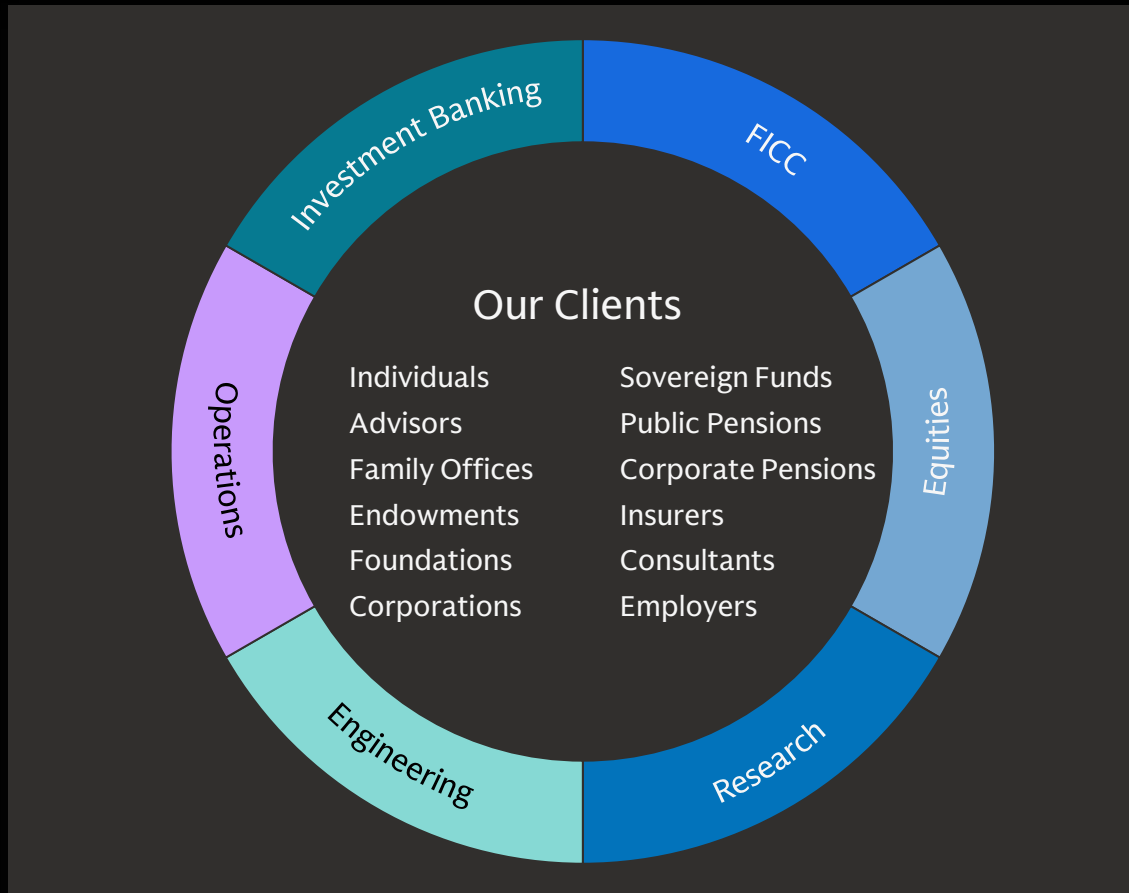 Investment Banking
FICC
Equities
Research
Engineering
Operations
Our Clients
Individuals
Advisors
Family Offices
Endowments
Foundations
Corporations
Sovereign Funds
Public Pensions
Corporate Pensions
Insurers
Consultants
Employers